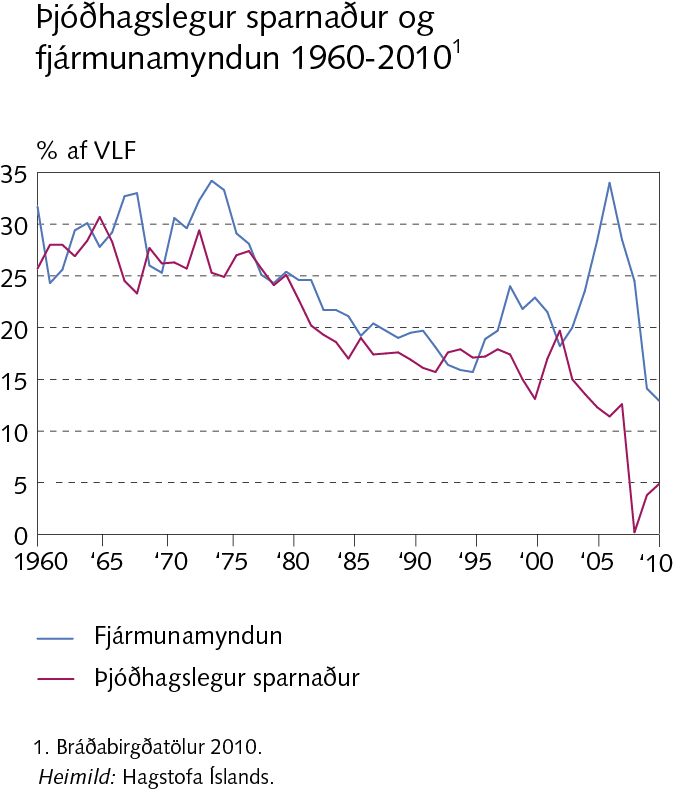 Þjóðhagslegur sparnaður og
fjármunamyndun 1960-2010¹
% af VLF
35
30
25
20
15
10
5
0
1960 ‘65 ‘70 ‘75 ‘80 ‘85 ‘90 ‘95 ‘00 ‘05 ‘10
Fjármunamyndun
Þjóðhagslegur sparnaður
1. Bráðabirgðatölur 2010.
Heimild: Hagstofa Íslands.